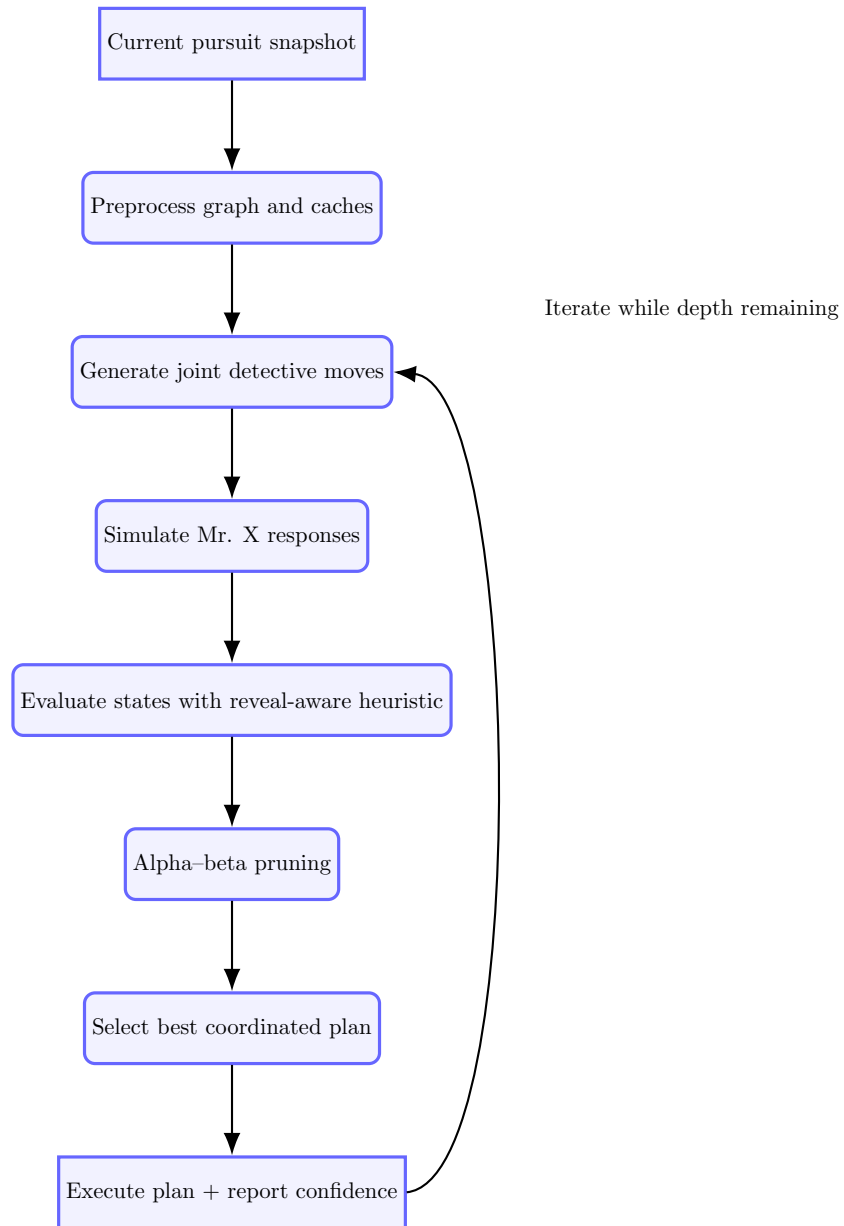 Current pursuit snapshot
Preprocess graph and caches
Iterate while depth remaining
Generate joint detective moves
Simulate Mr. X responses
Evaluate states with reveal-aware heuristic
Alpha–beta pruning
Select best coordinated plan
Execute plan + report confidence